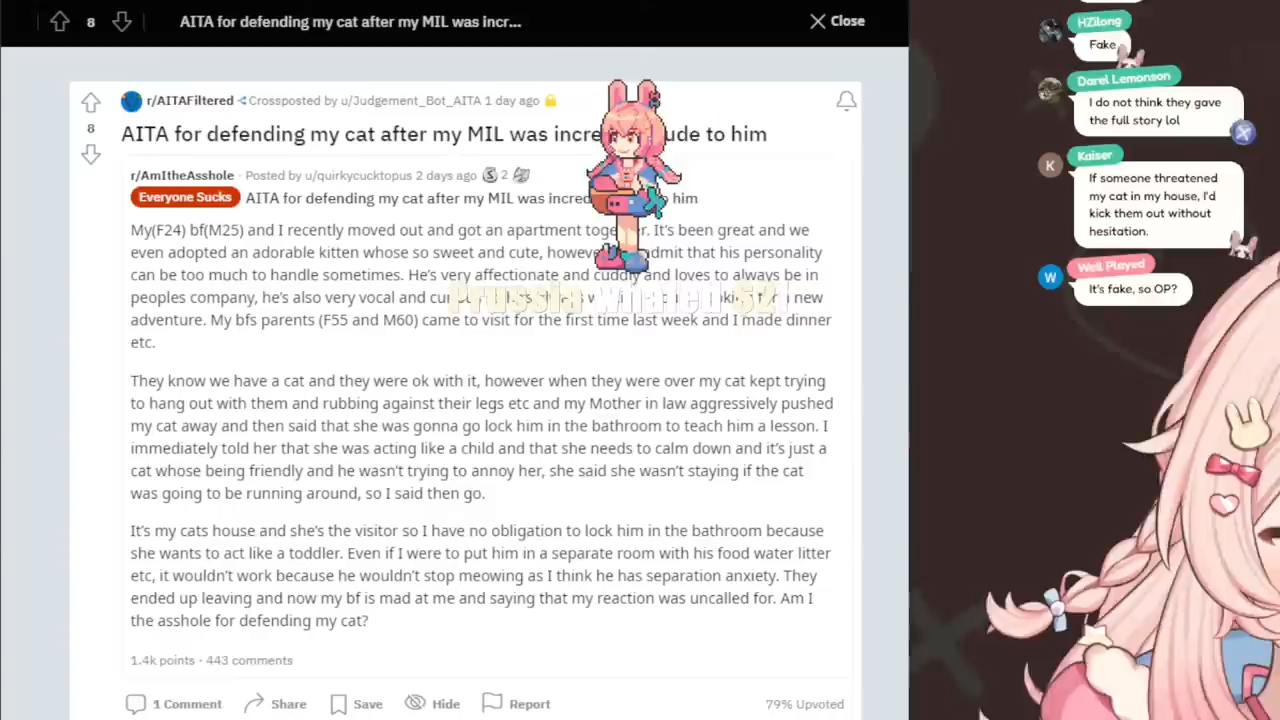 8
AITA for defending my cat after my MIL was incr...
Close
r/AITAFiltered
Crossposted by u/Judgement_Bot_AITA 1 day ago
8
AITA for defending my cat after my MIL was incre ude to him
r/AmItheAsshole · Posted by u/quirkycucktopus 2 days ago
2
Everyone Sucks
AITA for defending my cat after my MIL was incred him
My(F24) bf(M25) and I recently moved out and got an apartment toge r. It's been great and we
even adopted an adorable kitten whose so sweet and cute, howeve dmit that his personality
can be too much to handle sometims. He's very affectionate and cuddly and loves to always be in
peoples company, he's also very vocal and new
Prussia whaled $2!
adventure. My bfs parents (F55 and M60) came to visit for the first time last week and I made dinner
etc.
They know we have a cat and they were ok with it, however when they were over my cat kept trying
to hang out with them and rubbing against their legs etc and my Mother in law aggressively pushed
my cat away and then said that she was gonna go lock him in the bathroom to teach him a lesson. I
immediately told her that she was acting like a child and that she needs to calm down and it's just a
cat whose being friendly and he wasn't trying to annoy her, she said she wasn't staying if the cat
was going to be running around, so I said then go.
It's my cats house and she's the visitor so I have no obligation to lock him in the bathroom because
she wants to act like a toddler. Even if I were to put him in a separate room with his food water litter
etc, it wouldn't work because he wouldn't stop meowing as I think he has separation anxiety. They
ended up leaving and now my bf is mad at me and saying that my reaction was uncalled for. Am I
the asshole for defending my cat?
1.4k points · 443 comments
1 Comment
Share
Save
Hide
Report
79% Upvoted
HZilong
Fake
Darel Lemonson
I do not think they gave
the full story lol
K
Kaiser
If someone threatened
my cat in my house, I'd
kick them out without
hesitation.
W
Well Played
It's fake, so OP?